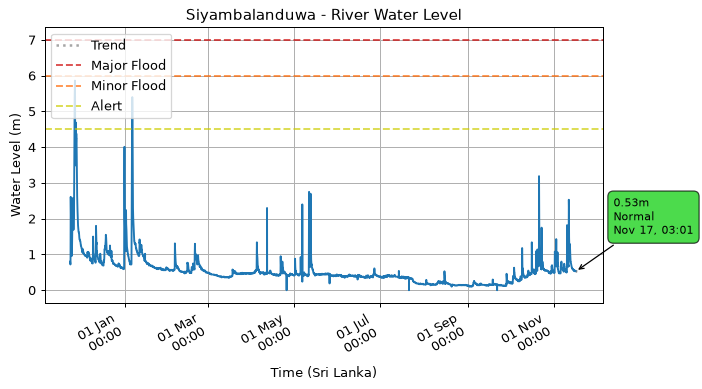 Siyambalanduwa - River Water Level
Trend
Major Flood
Minor Flood
Alert
7
6
5
4
3
2
1
0
Water Level (m)
0.53m
Normal
Nov 17, 03:01
01 Jan
00:00
01 Mar
00:00
01 May
00:00
01 Jul
00:00
01 Sep
00:00
01 Nov
00:00
Time (Sri Lanka)